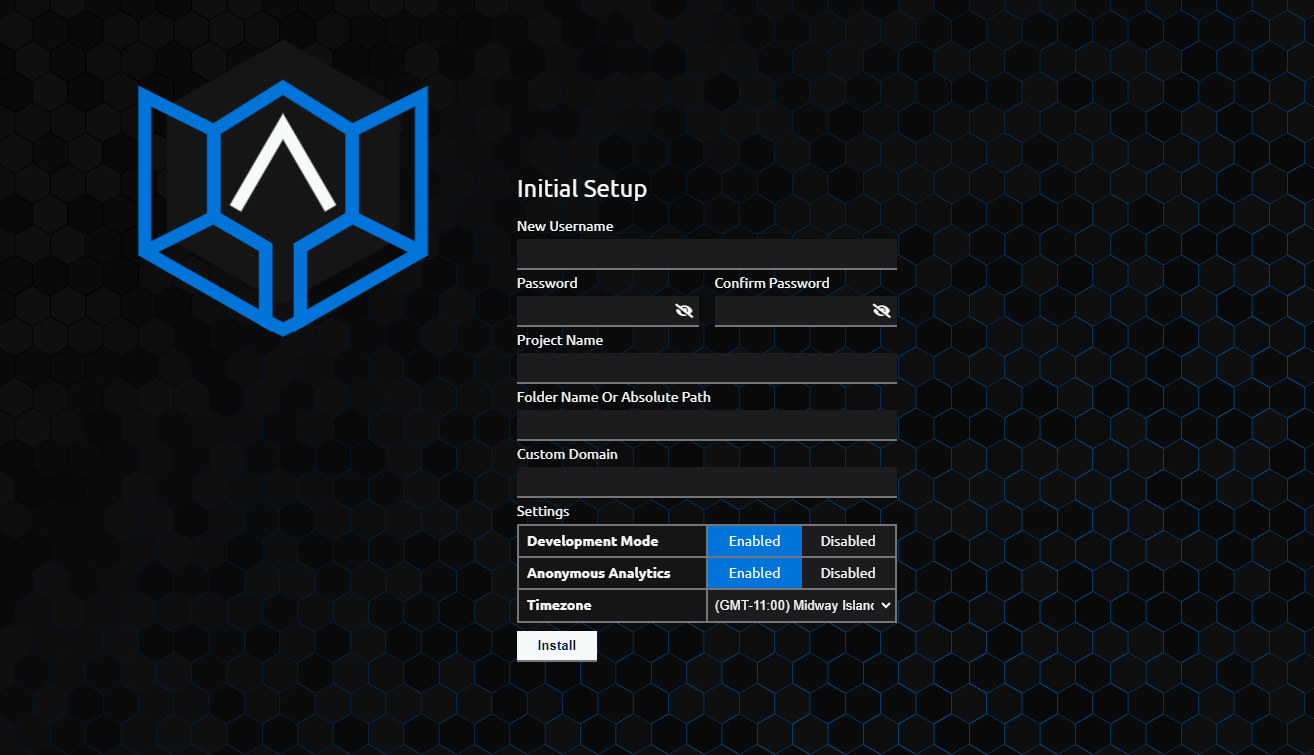 Initial Setup
New Username
Password Confirm Password
Project Name
Folder Name Or Absolute Path
Custom Domain
Settings
Development Mode Enabled Disabled
Anonymous Analytics Enabled Disabled
Timezone (GMT-11:00) Midway Island
Install